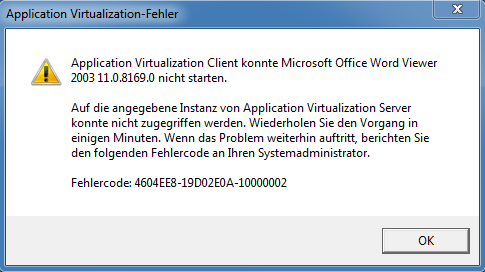 Application Virtualization-Fehler
Application Virtualization Client konnte Microsoft Office Word Viewer
2003 11.0.8169.0 nicht starten.
Auf die angegebene Instanz von Application Virtualization Server
konnte nicht zugegriffen werden. Wiederholen Sie den Vorgang in
einigen Minuten. Wenn das Problem weiterhin auftritt, berichten Sie
den folgenden Fehlercode an Ihren Systemadministrator.
Fehlercode: 4604EE8-19D02E0A-10000002
OK